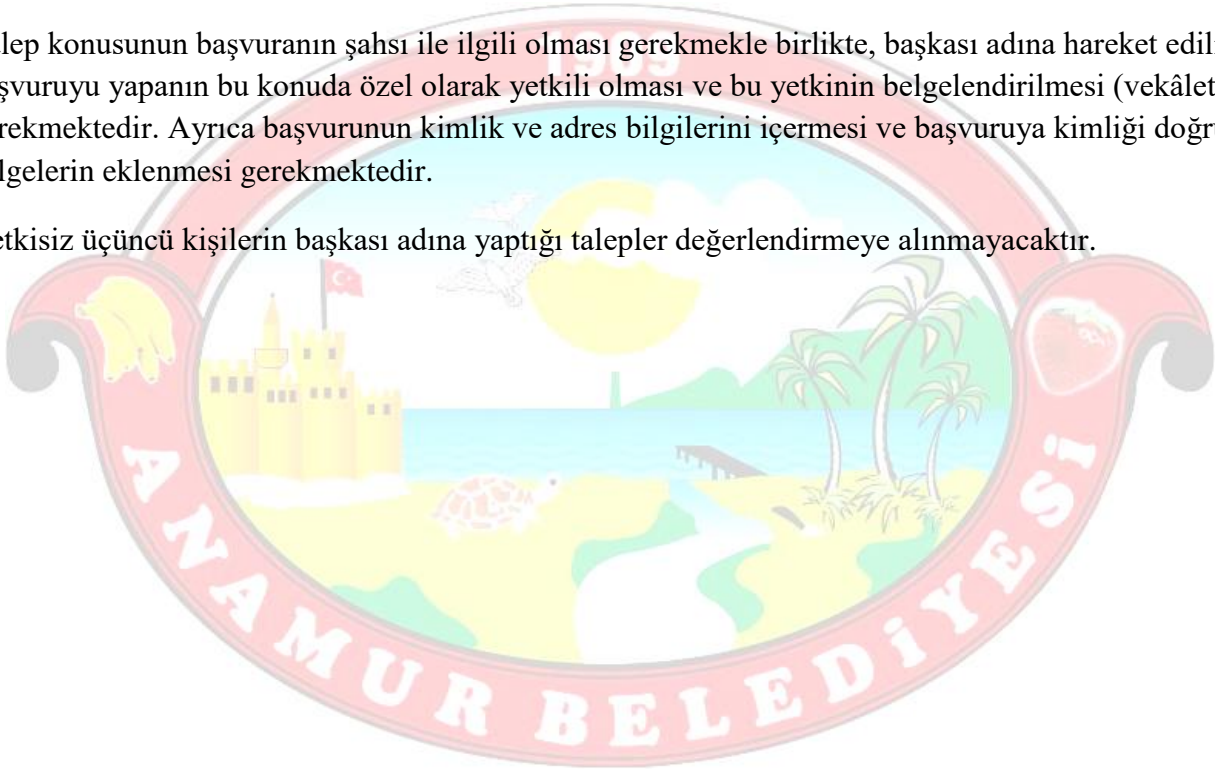 1969
lep konusunun başvuranın şahsı ile ilgili olması gerekmekle birlikte, başkası adına hareket edili
şvuruyu yapanın bu konuda özel olarak yetkili olması ve bu yetkinin belgelendirilmesi (vekâlet
rekmektedir. Ayrıca başvurunun kimlik ve adres bilgilerini içermesi ve başvuruya kimliği doğru
lgelerin eklenmesi gerekmektedir.
etkisiz üçüncü kişilerin başkası adına yaptığı talepler değerlendirmeye alınmayacaktır.
ANAMUR BELEDİYESİ